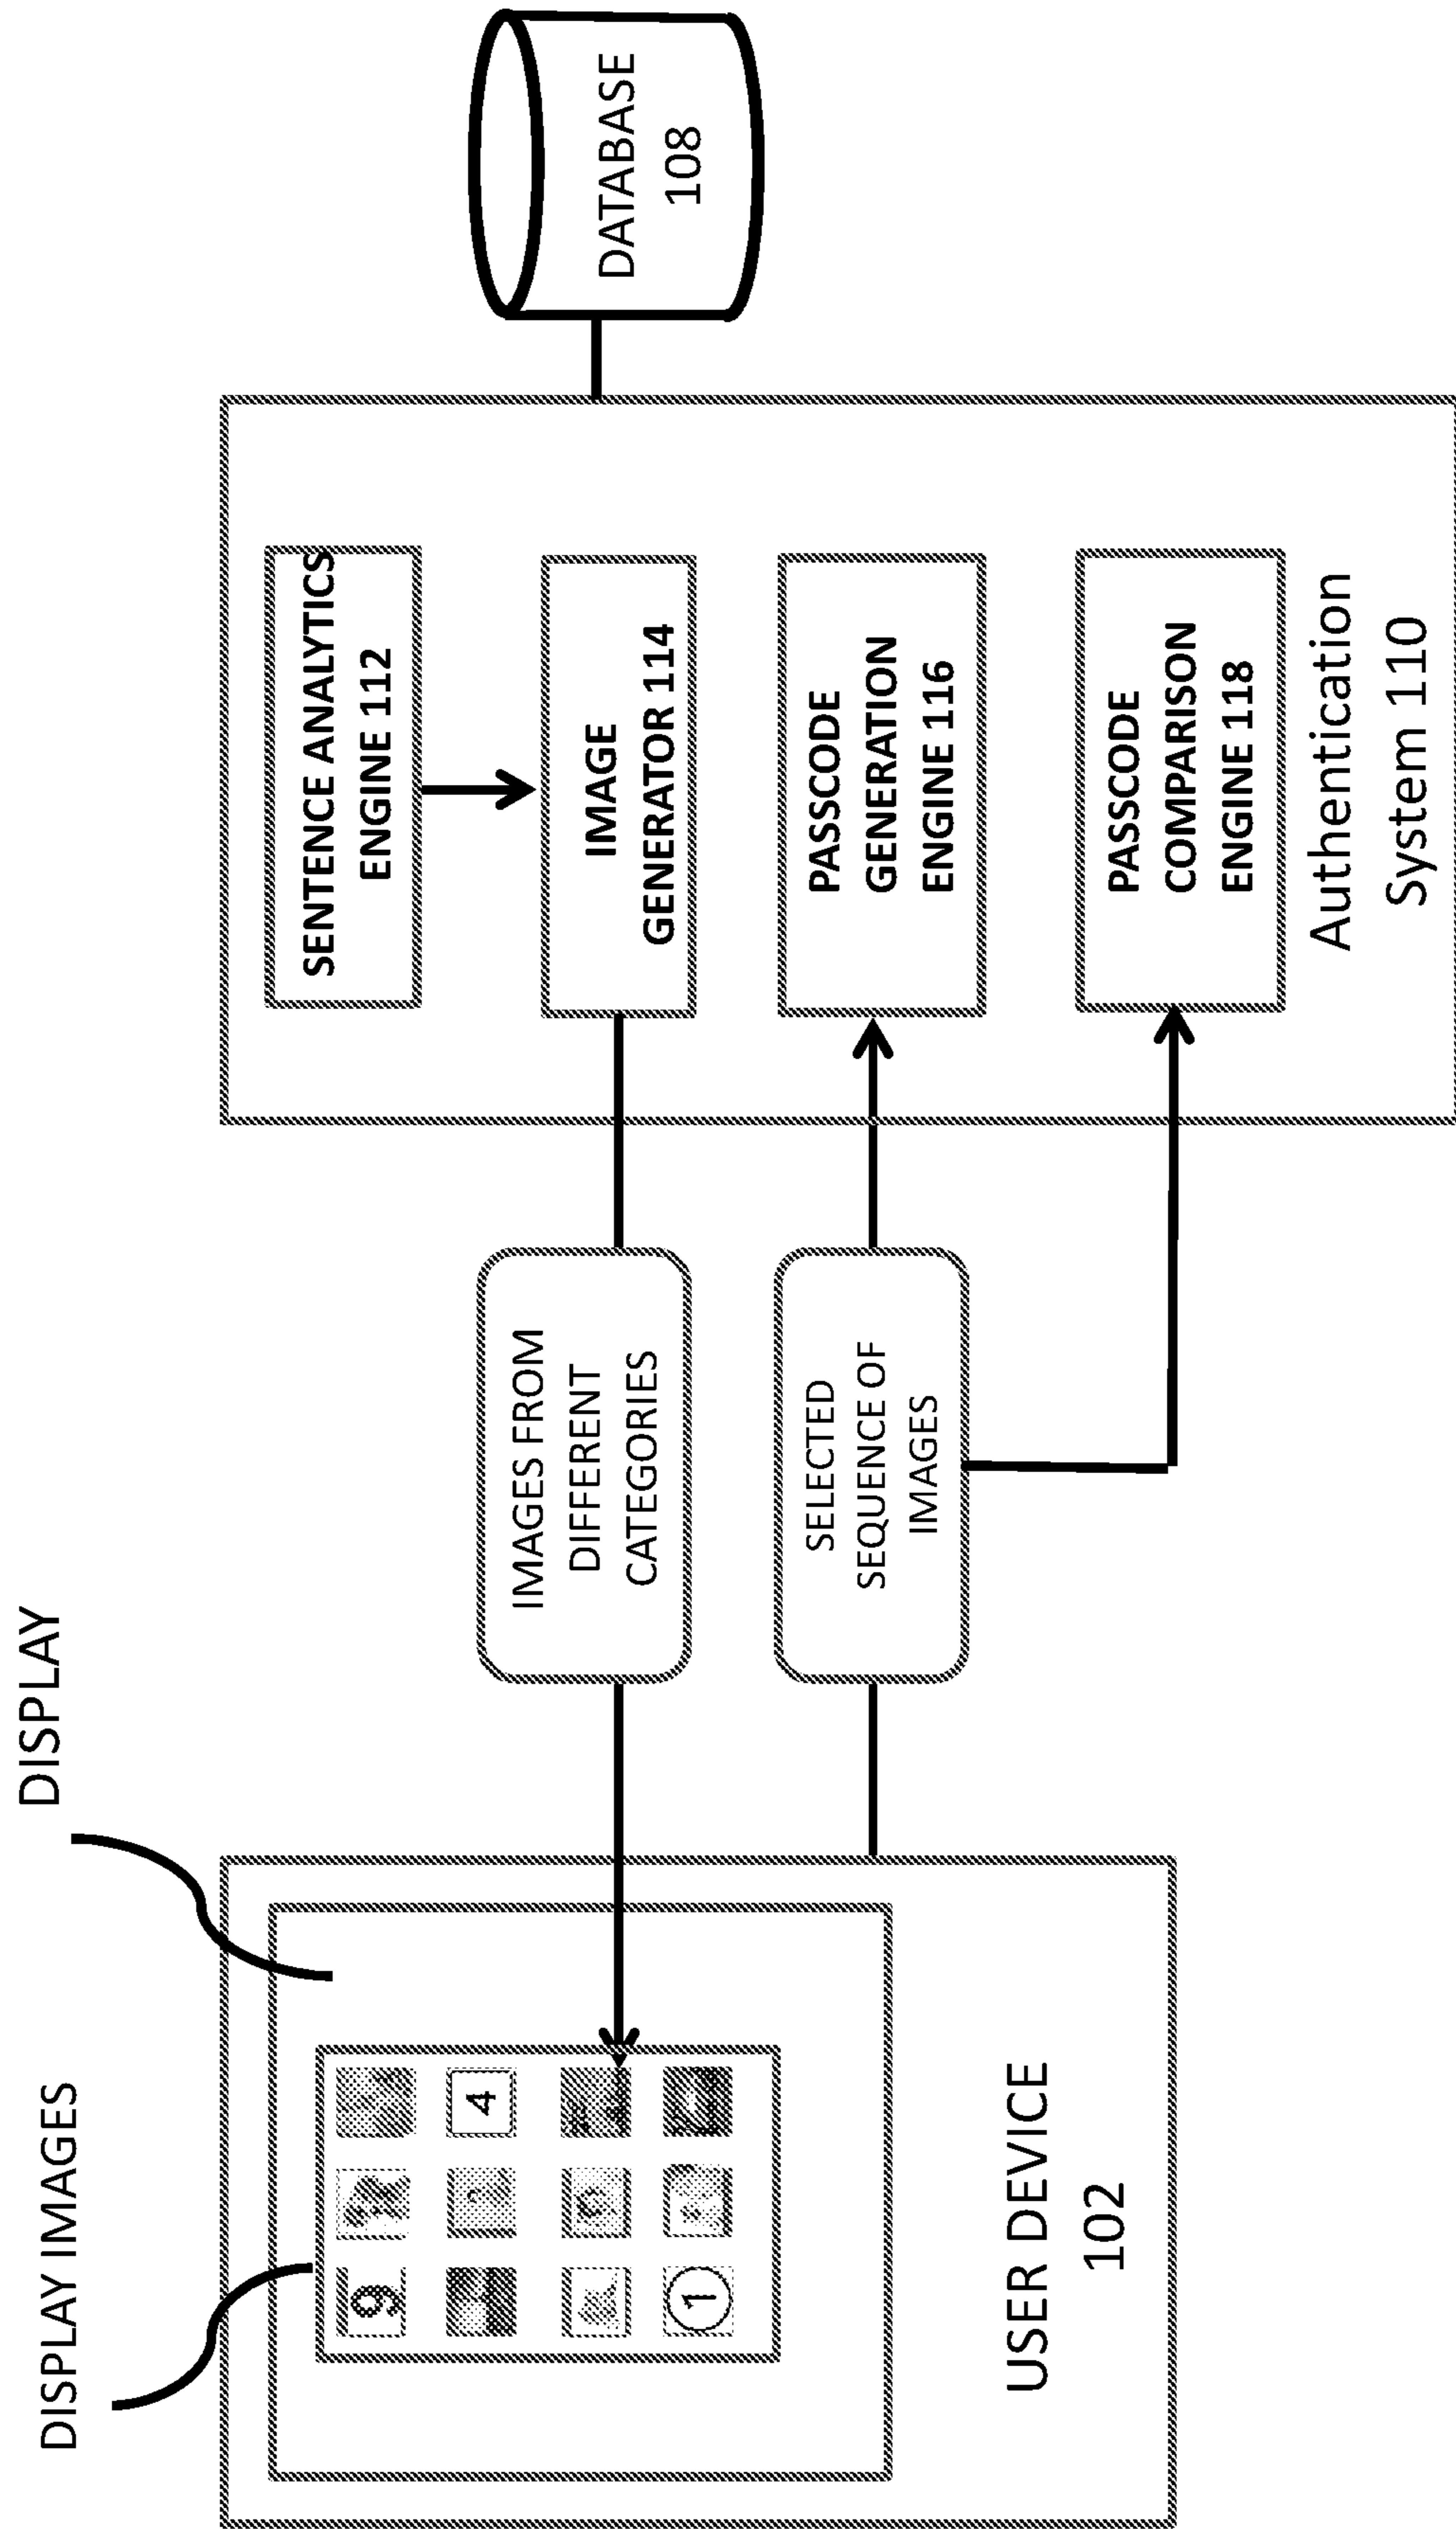 DISPLAY IMAGES
DISPLAY
9
4
1
USER DEVICE
102
IMAGES FROM
DIFFERENT
CATEGORIES
SELECTED
SEQUENCE OF
IMAGES
SENTENCE ANALYTICS
ENGINE 112
IMAGE
GENERATOR 114
PASSCODE
GENERATION
ENGINE 116
PASSCODE
COMPARISON
ENGINE 118
Authentication
System 110
DATABASE
108